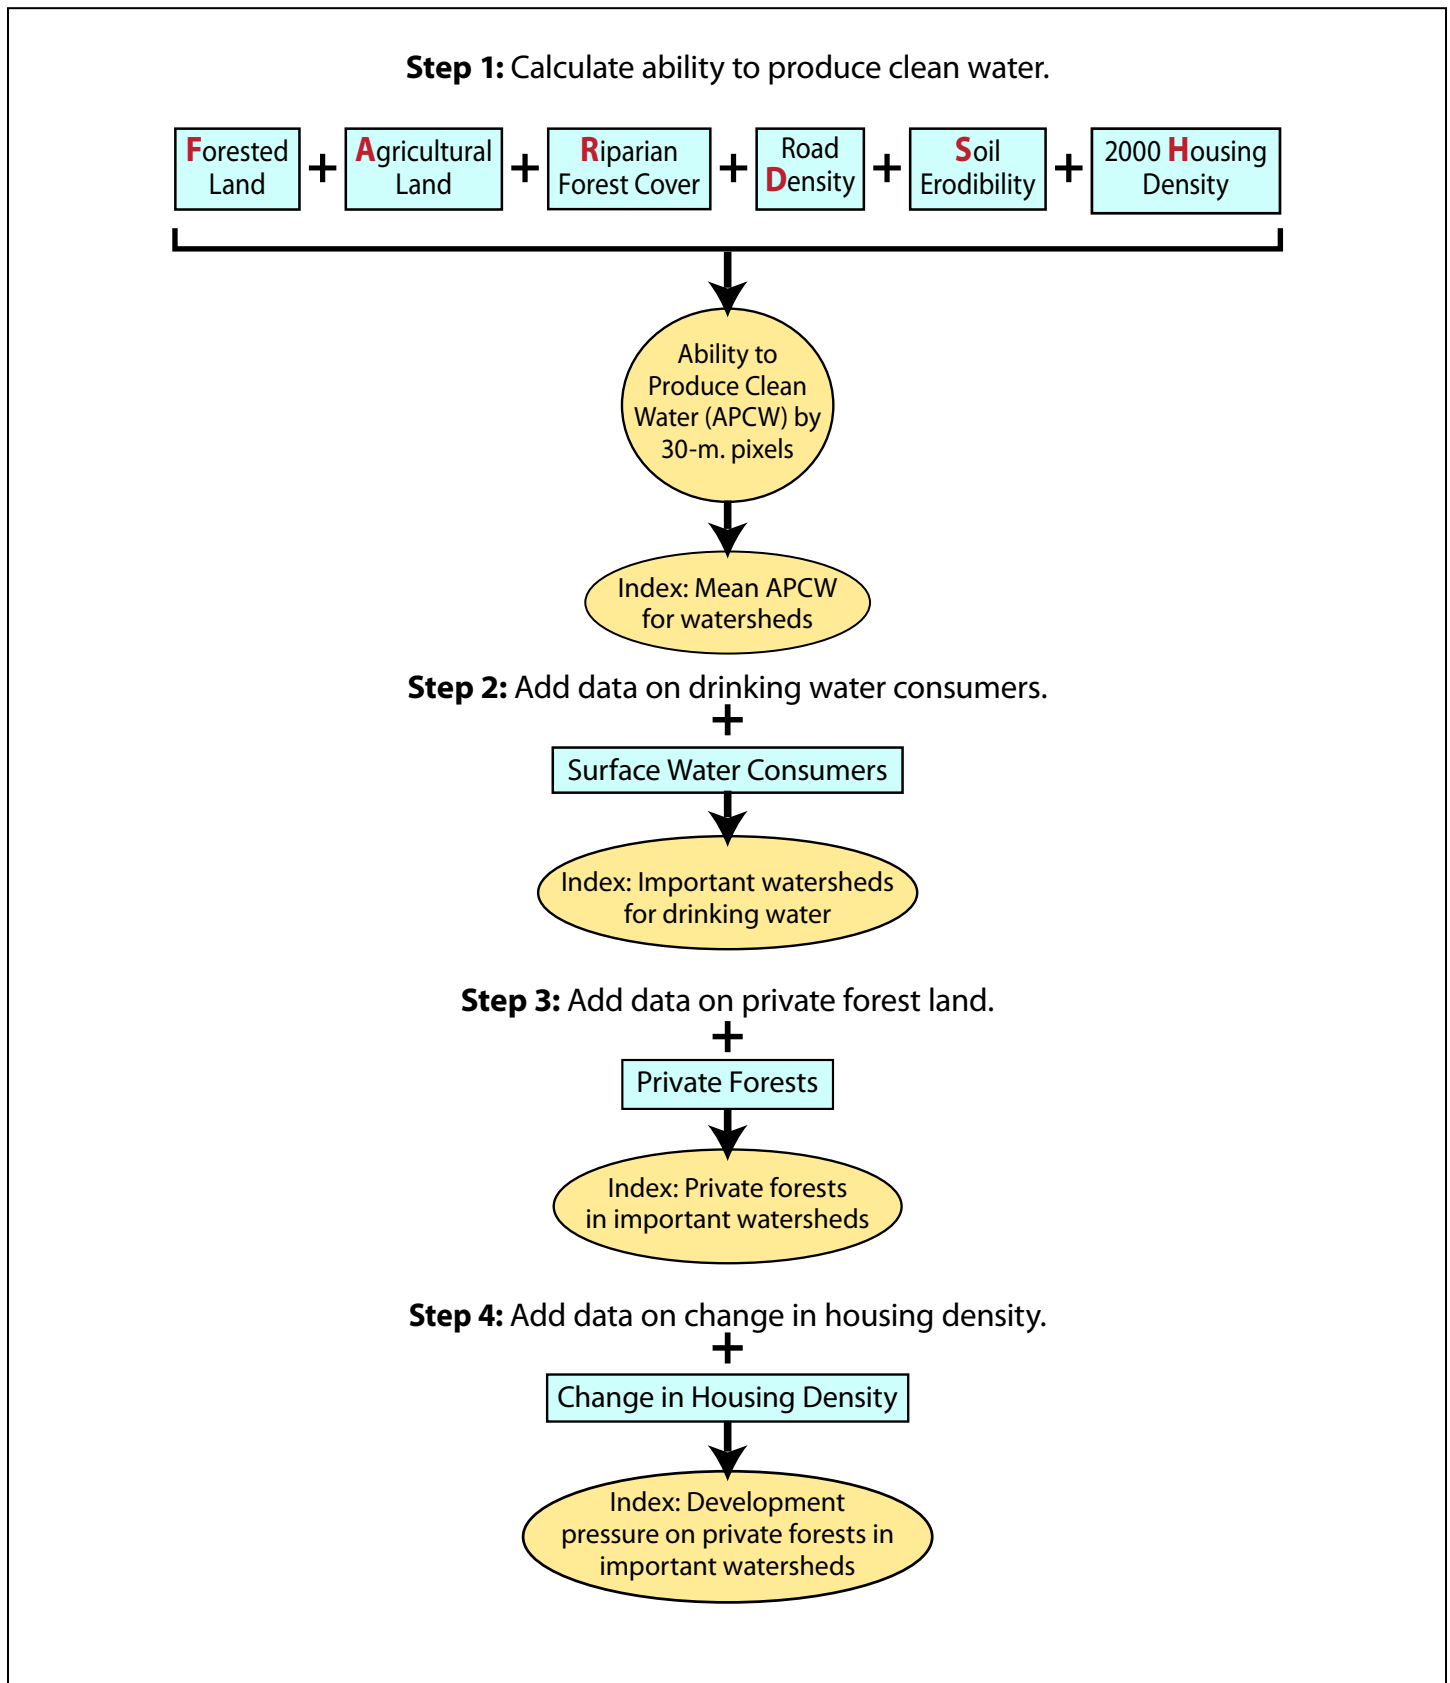 Step 1: Calculate ability to produce clean water.
Forested
Land
+
Agricultural
Land
+
Riparian
Forest Cover
+
Road
Density
+
Soil
Erodibility
+
2000 Housing
Density
Ability to
Produce Clean
Water (APCW) by
30-m. pixels
Index: Mean APCW
for watersheds
Step 2: Add data on drinking water consumers.
+
Surface Water Consumers
Index: Important watersheds
for drinking water
Step 3: Add data on private forest land.
+
Private Forests
Index: Private forests
in important watersheds
Step 4: Add data on change in housing density.
+
Change in Housing Density
Index: Development
pressure on private forests in
important watersheds